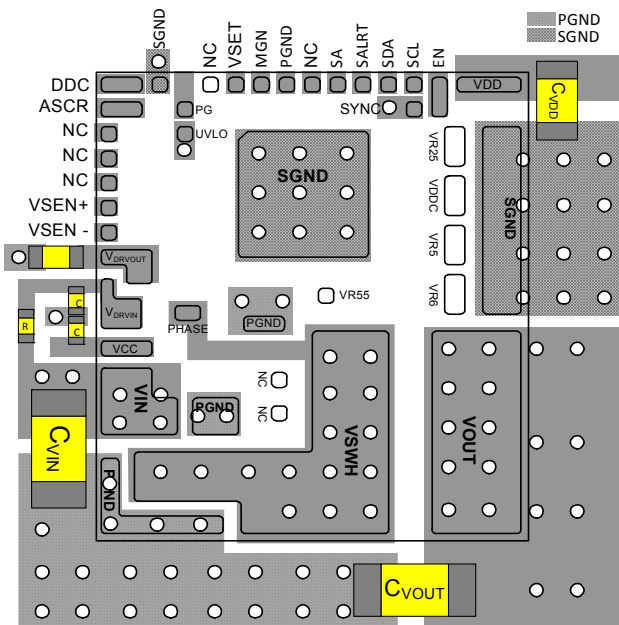 PGND
SGND
SGND
NC
VSET
MGN
PGND
NC
SA
SALRT
SDA
SCL
EN
DDC
ASCR
NC
NC
NC
VSEN+
VSEN -
PG
UVLO
SYNC
VDD
CVDD
VR25
VDDC
VR5
VR6
SGND
SGND
VDRVOUT
VDRVIN
C
C
R
VCC
PHASE
PGND
VR55
VIN
PGND
NC
NC
VSWH
VOUT
CVIN
PGND
CVOUT